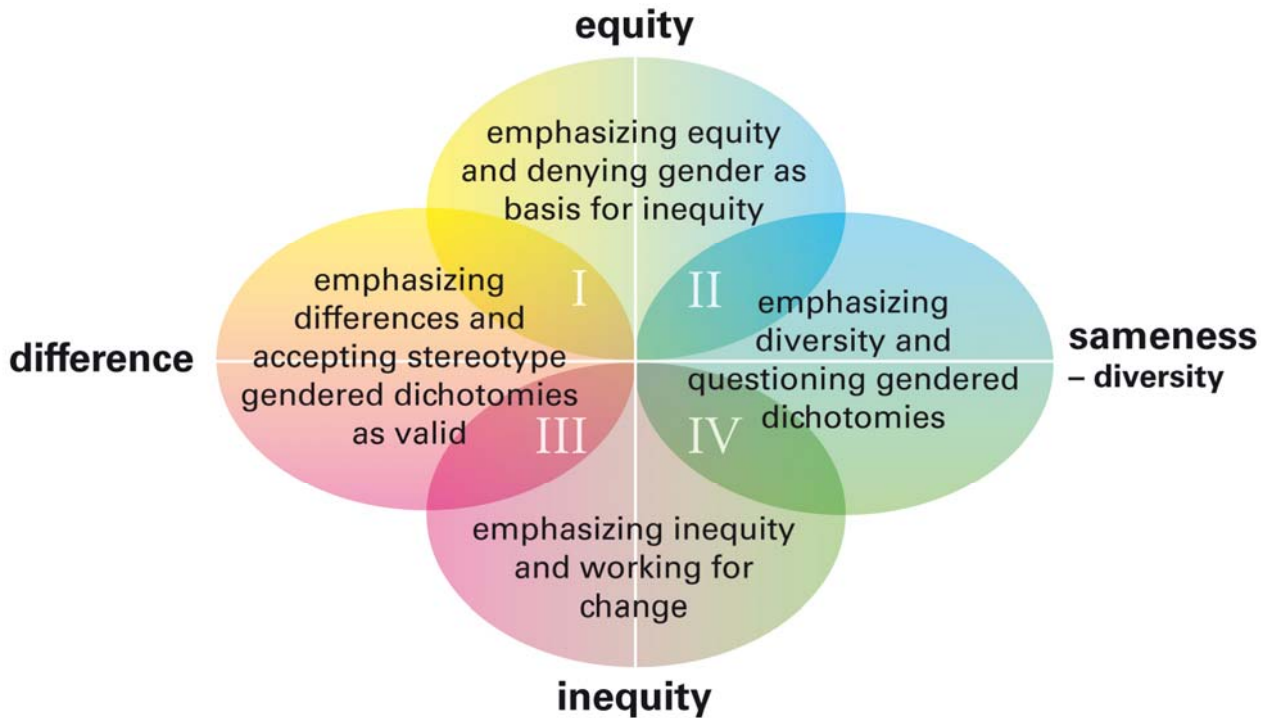 equity
emphasizing equity
and denying gender as
basis for inequity
I
II
emphasizing
differences and
accepting stereotype
gendered dichotomies
as valid
difference
emphasizing
diversity and
questioning gendered
dichotomies
sameness
– diversity
III
IV
emphasizing inequity
and working for
change
inequity